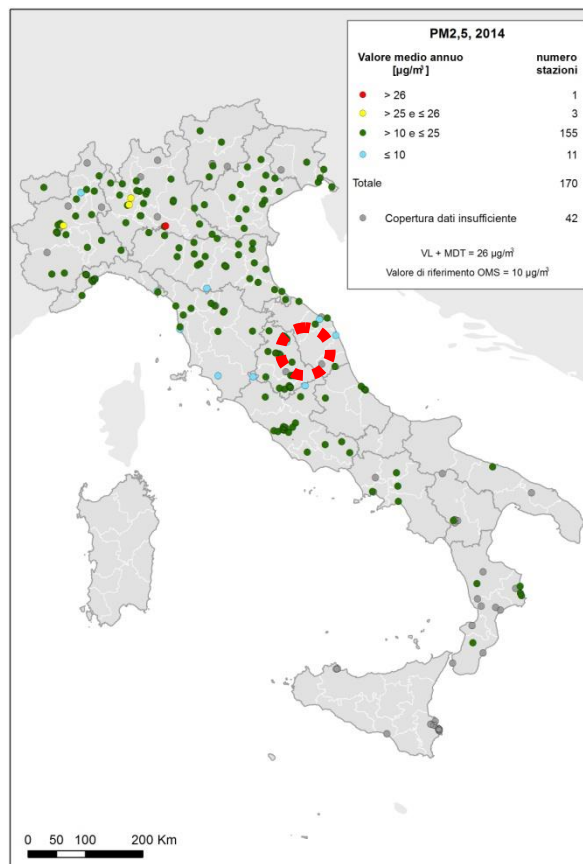 PM2,5, 2014
Valore medio annuo numero
[µg/m³] stazioni
> 26 1
> 25 e ≤ 26 3
> 10 e ≤ 25 155
≤ 10 11
Totale 170
Copertura dati insufficiente 42
VL + MDT = 26 µg/m³
Valore di riferimento OMS = 10 µg/m³
0 50 100 200 Km